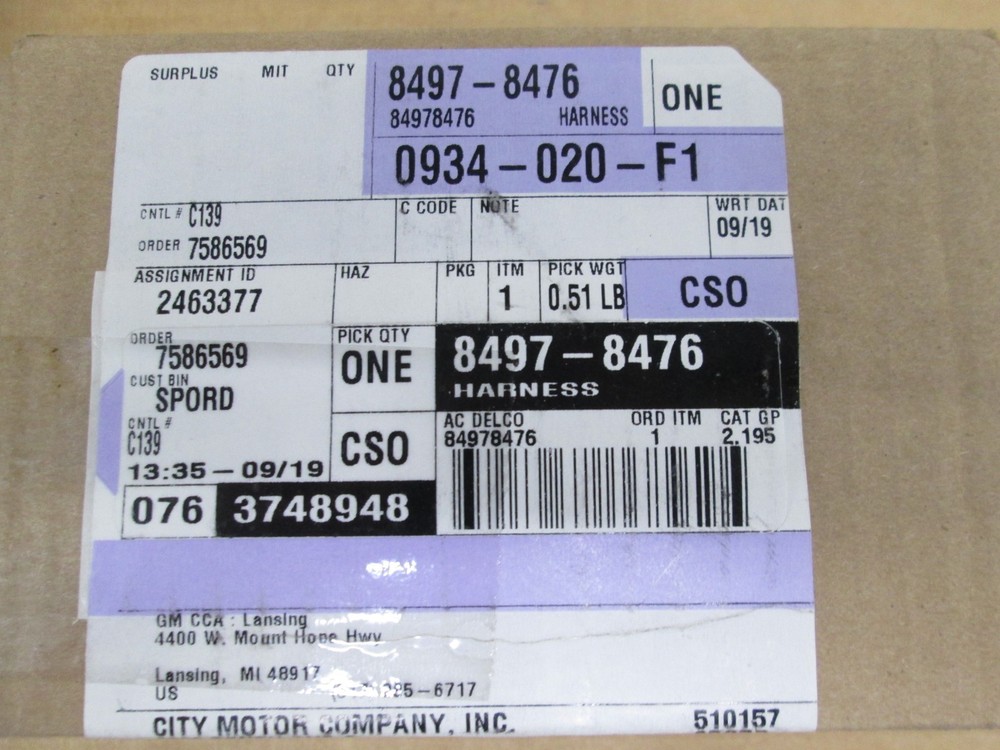 SURPLUS MIT QTY 8497-8476 ONE
84978476 HARNESS
0934-020-F1
CNTL # C139 C CODE NOTE WRT DAT
ORDER 7586569 09/19
ASSIGNMENT ID HAZ PKG ITM PICK WGT
2463377 1 0.51 LB CSO
ORDER 7586569 PICK QTY
ONE 8497-8476
HARNESS
CUST BIN
SPORD
CNTL #
C139
CSO
AC DELCO ORD ITM CAT GP
84978476 1 2.195
13:35-09/19
076 3748948
GM CCA : Lansing
4400 W. Mount Hope Hwy
Lansing, MI 48917
US 25-6717
CITY MOTOR COMPANY, INC. 510157